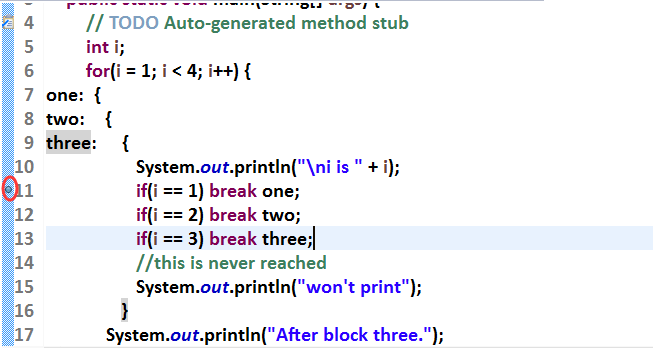 3 public static void main(String[] args) {
4 // TODO Auto-generated method stub
5 int i;
6 for(i = 1; i < 4; i++) {
7 one: {
8 two: {
9 three: {
10 System.out.println("\ni is " + i);
11 if(i == 1) break one;
12 if(i == 2) break two;
13 if(i == 3) break three;
14 //this is never reached
15 System.out.println("won't print");
16 }
17 System.out.println("After block three.");